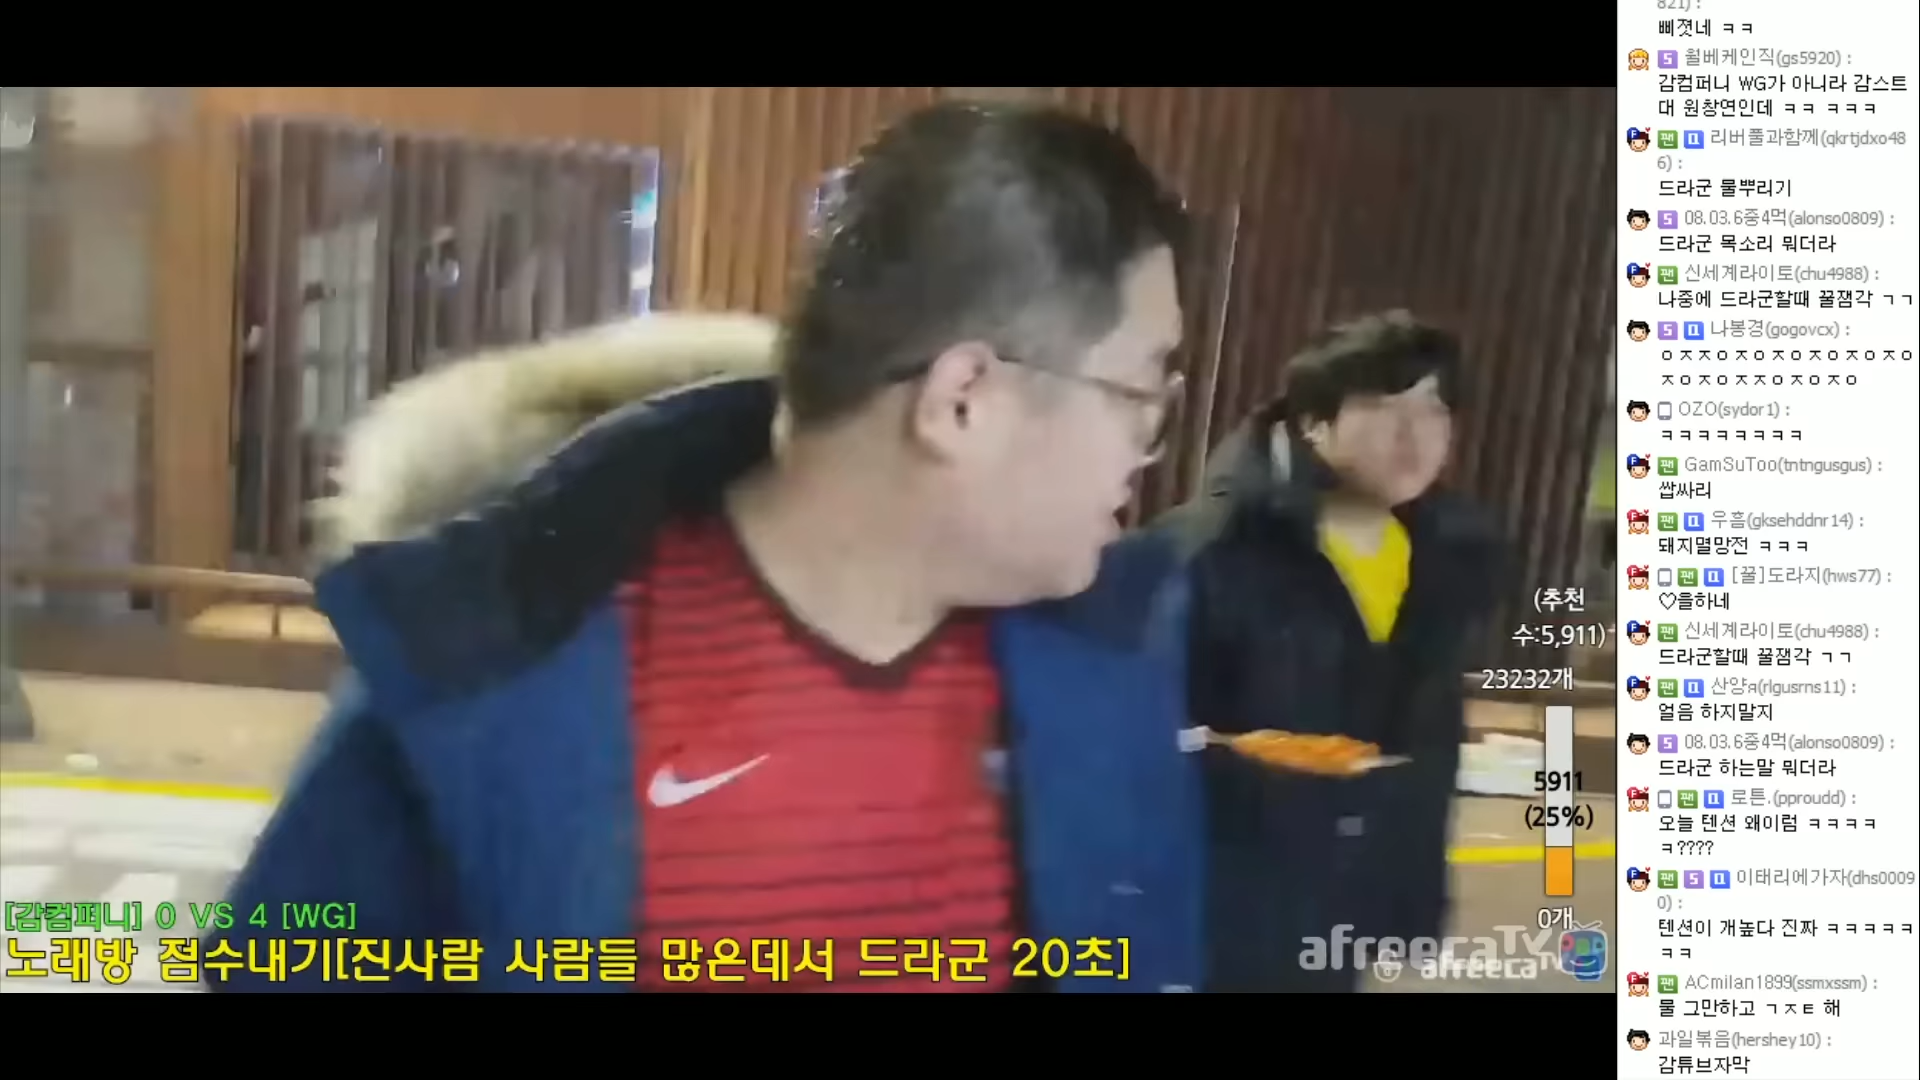 (추천
수:5,911)
23232개
5911
(25%)
0개
[감컴퍼니] 0 VS 4 [WG]
노래방 점수내기[진사람 사람들 많은데서 드라군 20초]
afreecaTV
afreecaTV
821) :
삐졋네 ㅋㅋ
월베케인직(gs5920) :
감컴퍼니 WG가 아니라 감스트
대 원창연인데 ㅋㅋ ㅋㅋㅋ
리버풀과함께(qkrtjdxo48
6) :
드라군 물뿌리기
08.03.6중4먹(alonso0809) :
드라군 목소리 뭐더라
신세계라이토(chu4988) :
나중에 드라군할때 꿀잼각 ㄱㄱ
나봉경(gogovcx) :
ㅇㅈㅈㅇㅈㅇㅈㅇㅈㅇㅈㅇㅈㅇ
ㅈㅇㅈㅇㅈㅈㅇㅈㅇㅈㅇ
OZO(sydor1) :
ㅋㅋㅋㅋㅋㅋㅋㅋ
GamSuToo(tntngusgus) :
쌉싸리
우흠(gksehddnr14) :
돼지멸망전 ㅋㅋㅋ
[꿀]도라지(hws77) :
♡을하네
신세계라이토(chu4988) :
드라군할때 꿀잼각 ㄱㄱ
산양я(rlgusrns11) :
얼음 하지말지
08.03.6중4먹(alonso0809) :
드라군 하는말 뭐더라
로튼.(pproudd) :
오늘 텐션 왜이럼 ㅋㅋㅋㅋ
ㅋ????
이태리에가자(dhs0009
0) :
텐션이 개높다 진짜 ㅋㅋㅋㅋㅋ
ㅋㅋ
ACmilan1899(ssmxssm) :
물 그만하고 ㄱㅈㅌ 해
과일볶음(hershey10) :
감튜브자막